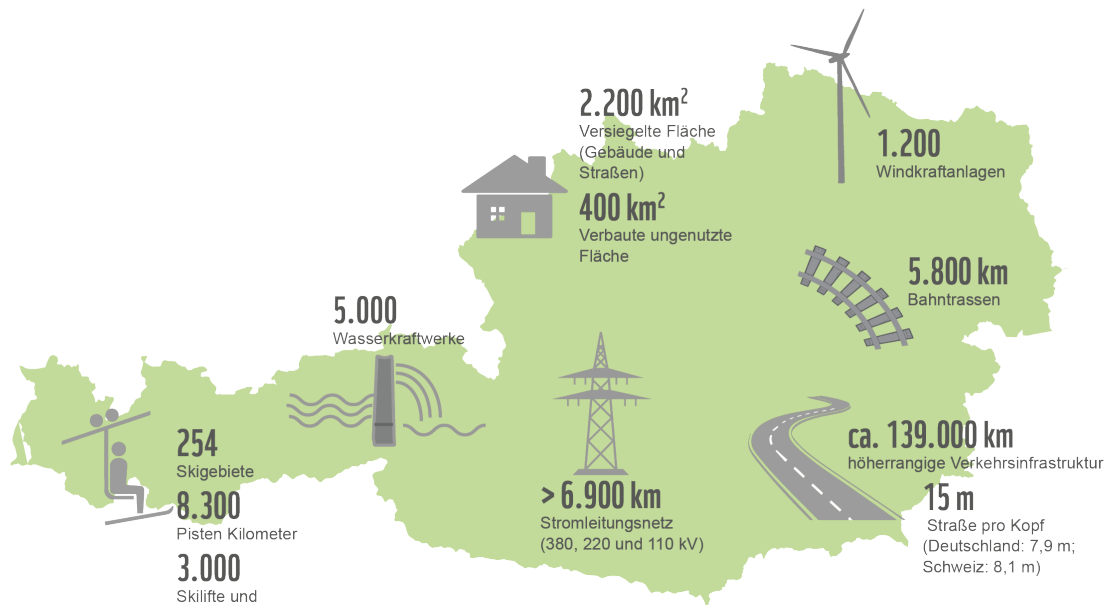 2.200 km²
Versiegelte Fläche
(Gebäude und
Straßen)
400 km²
Verbaute ungenutzte
Fläche
1.200
Windkraftanlagen
5.800 km
Bahntrassen
5.000
Wasserkraftwerke
254
Skigebiete
8.300
Pisten Kilometer
3.000
Skilifte und
> 6.900 km
Stromleitungsnetz
(380, 220 und 110 kV)
ca. 139.000 km
höherrangige Verkehrsinfrastruktur
15 m
Straße pro Kopf
(Deutschland: 7,9 m;
Schweiz: 8,1 m)